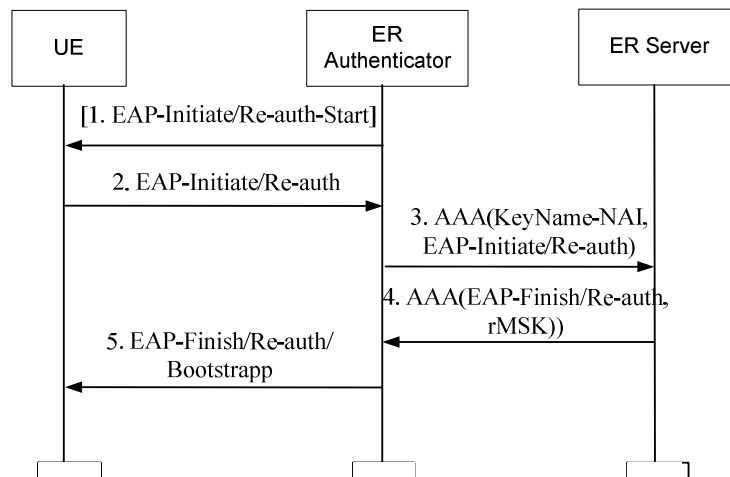 UE
ER
Authenticator
ER Server
[1. EAP-Initiate/Re-auth-Start]
2. EAP-Initiate/Re-auth
3. AAA(KeyName-NAI,
EAP-Initiate/Re-auth)
4. AAA(EAP-Finish/Re-auth,
rMSK))
5. EAP-Finish/Re-auth/
Bootstrapp